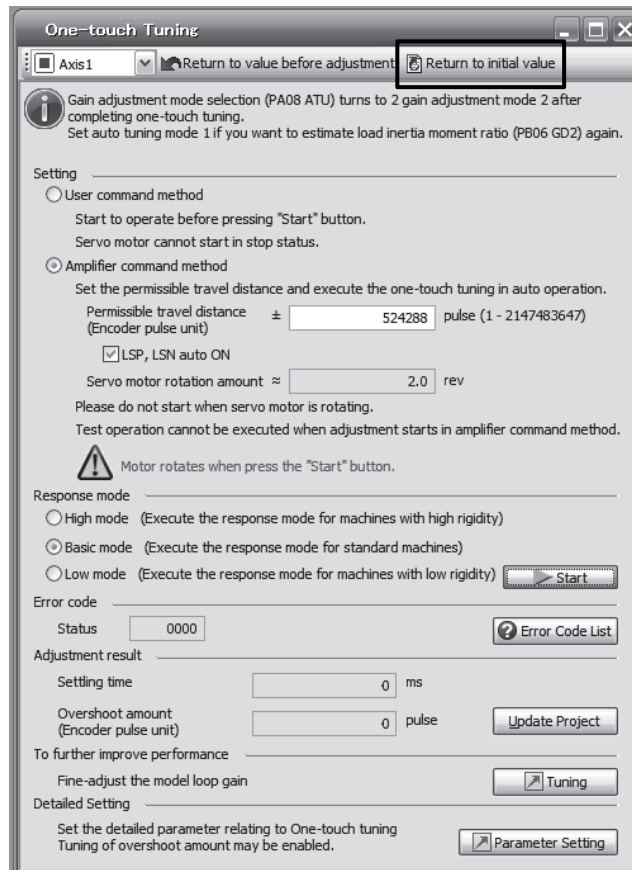 One-touch Tuning
Axis1 Return to value before adjustment Return to initial value
Gain adjustment mode selection (PA08 ATU) turns to 2 gain adjustment mode 2 after
completing one-touch tuning.
Set auto tuning mode 1 if you want to estimate load inertia moment ratio (PB06 GD2) again.
Setting
User command method
Start to operate before pressing "Start" button.
Servo motor cannot start in stop status.
Amplifier command method
Set the permissible travel distance and execute the one-touch tuning in auto operation.
Permissible travel distance ± 524288 pulse (1 - 2147483647)
(Encoder pulse unit)
LSP, LSN auto ON
Servo motor rotation amount ≈ 2.0 rev
Please do not start when servo motor is rotating.
Test operation cannot be executed when adjustment starts in amplifier command method.
Motor rotates when press the "Start" button.
Response mode
High mode (Execute the response mode for machines with high rigidity)
Basic mode (Execute the response mode for standard machines)
Low mode (Execute the response mode for machines with low rigidity) Start
Error code
Status 0000 Error Code List
Adjustment result
Settling time 0 ms
Overshoot amount 0 pulse Update Project
(Encoder pulse unit)
To further improve performance
Fine-adjust the model loop gain Tuning
Detailed Setting
Set the detailed parameter relating to One-touch tuning
Tuning of overshoot amount may be enabled. Parameter Setting